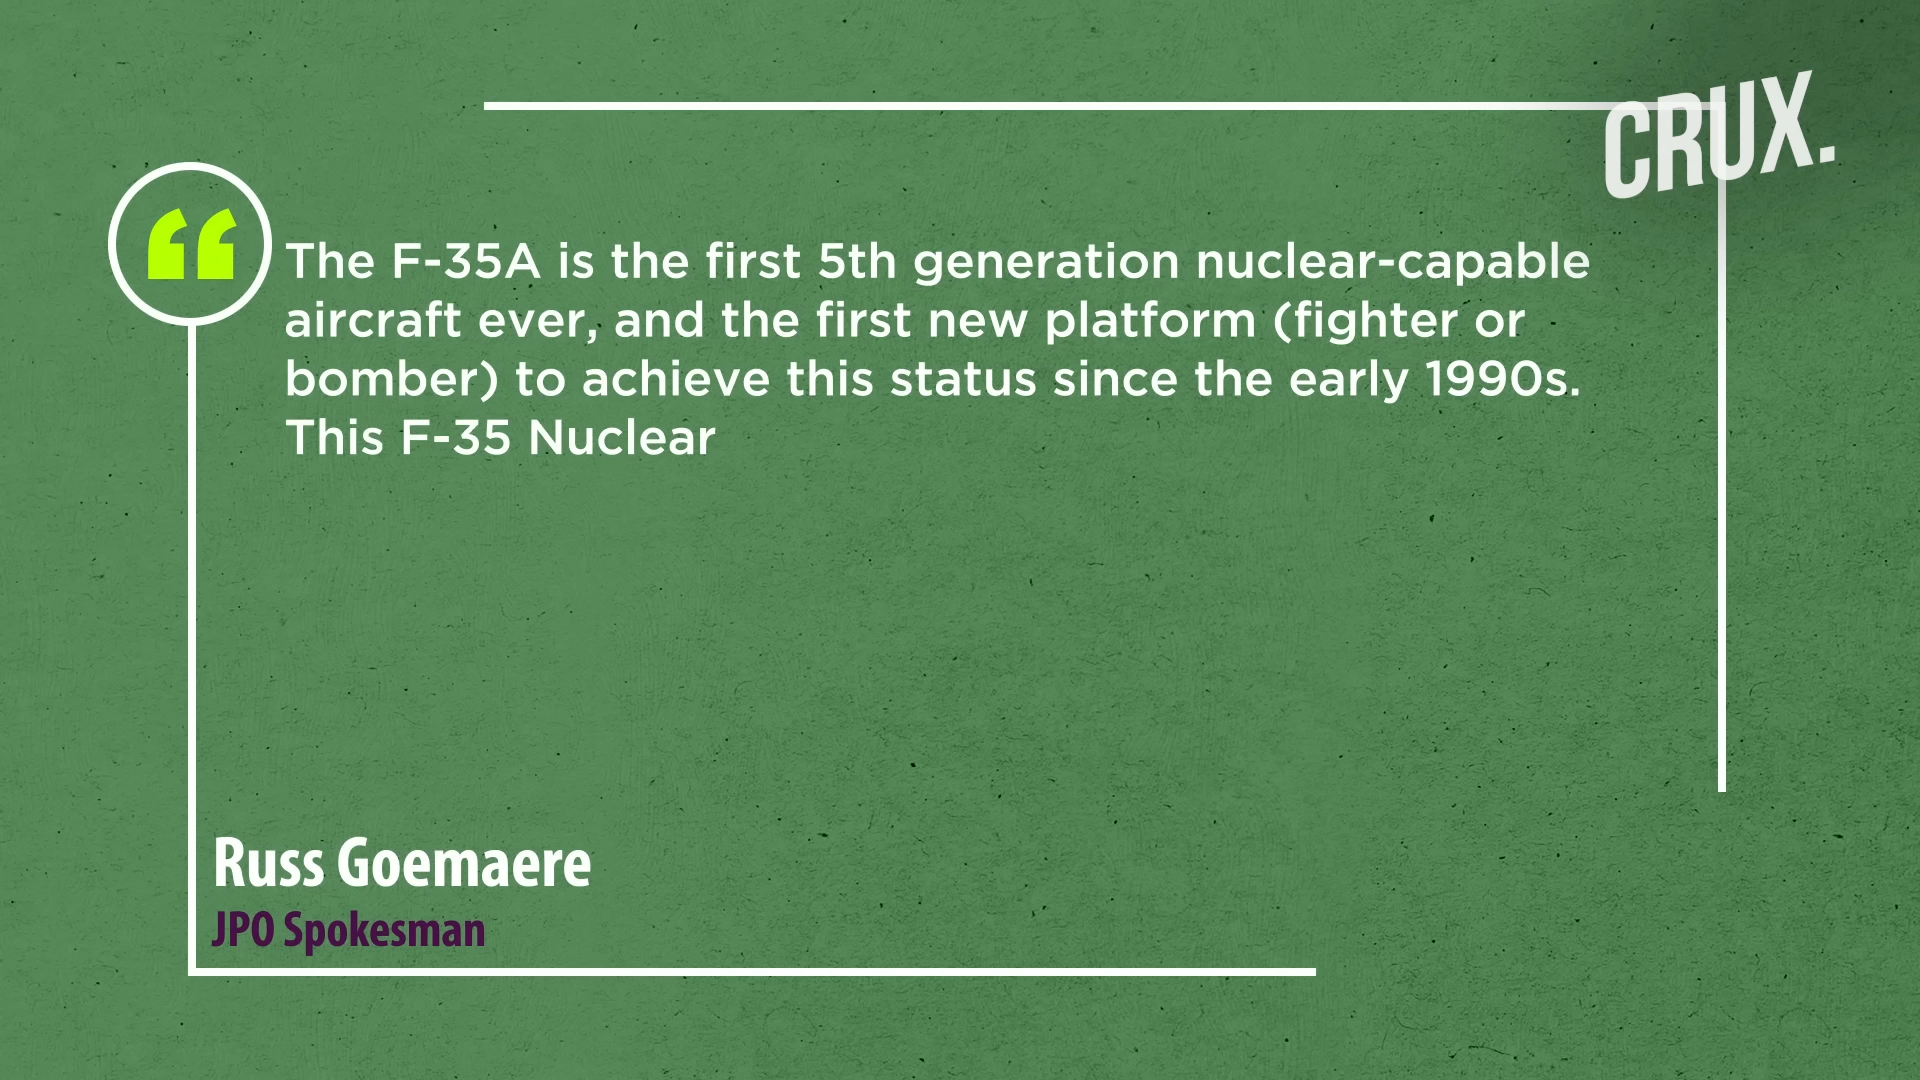 CRUX.
The F-35A is the first 5th generation nuclear-capable
aircraft ever, and the first new platform (fighter or
bomber) to achieve this status since the early 1990s.
This F-35 Nuclear
Russ Goemaere
JPO Spokesman